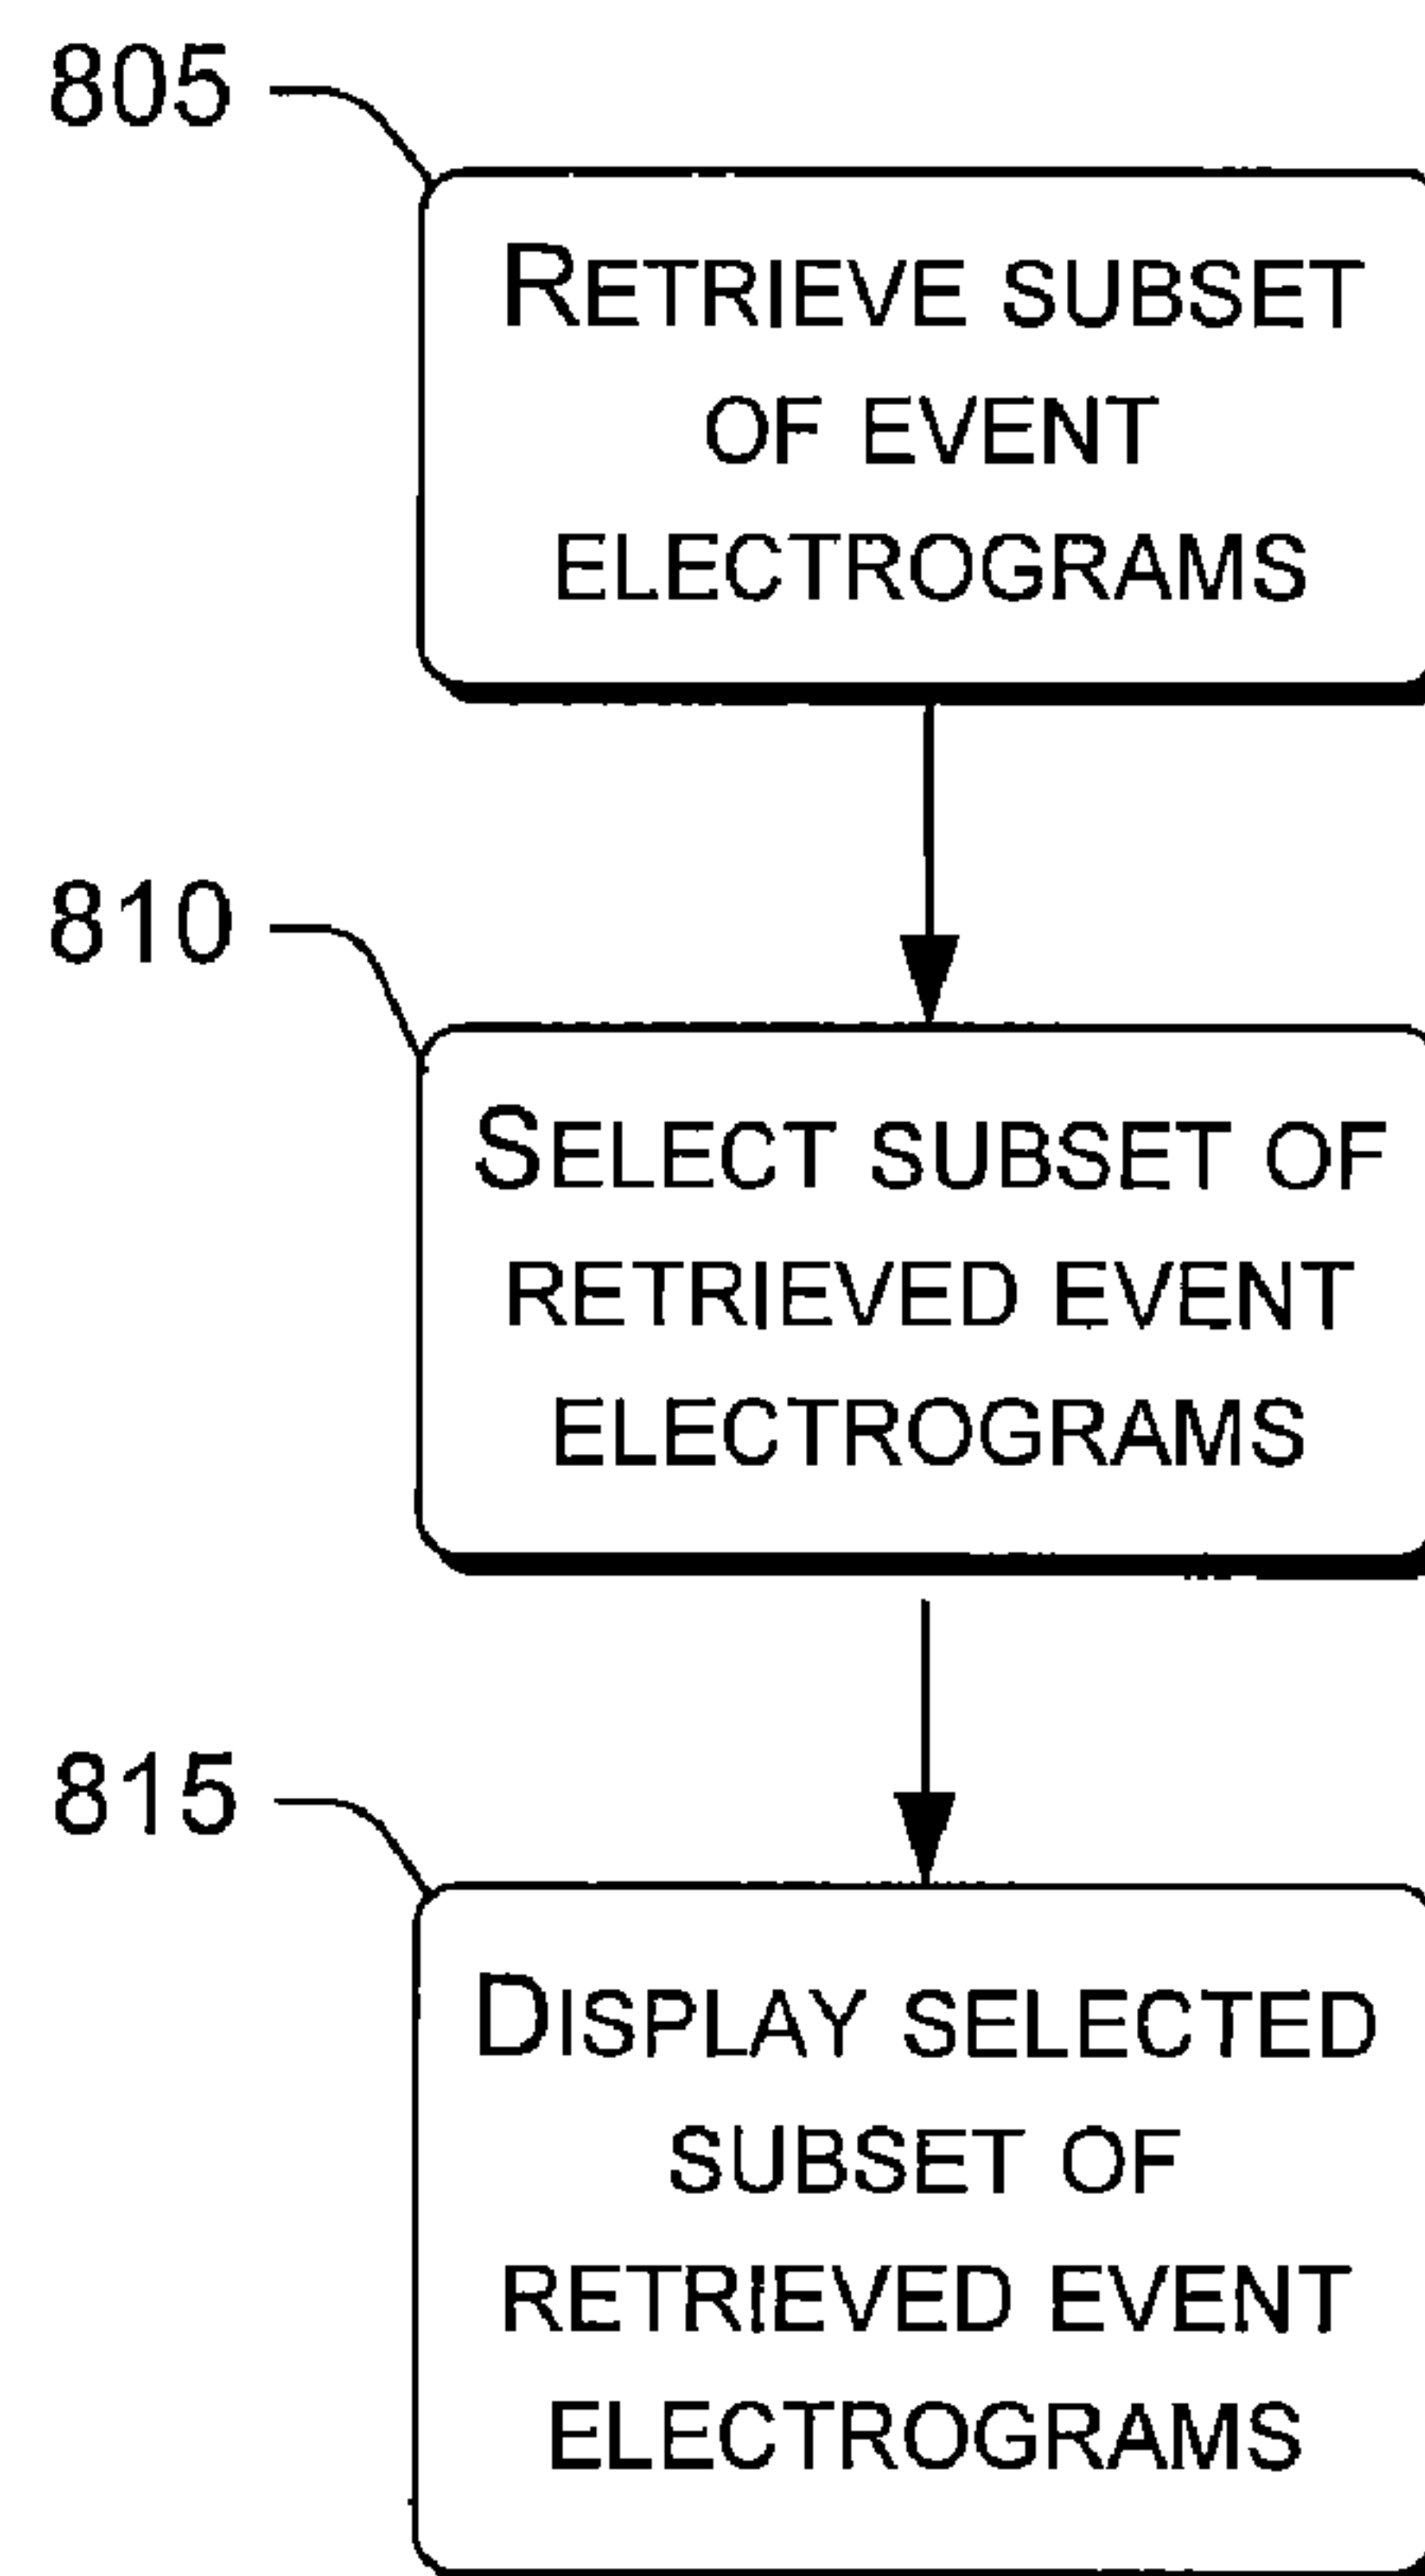 805
RETRIEVE SUBSET
OF EVENT
ELECTROGRAMS
810
SELECT SUBSET OF
RETRIEVED EVENT
ELECTROGRAMS
815
DISPLAY SELECTED
SUBSET OF
RETRIEVED EVENT
ELECTROGRAMS